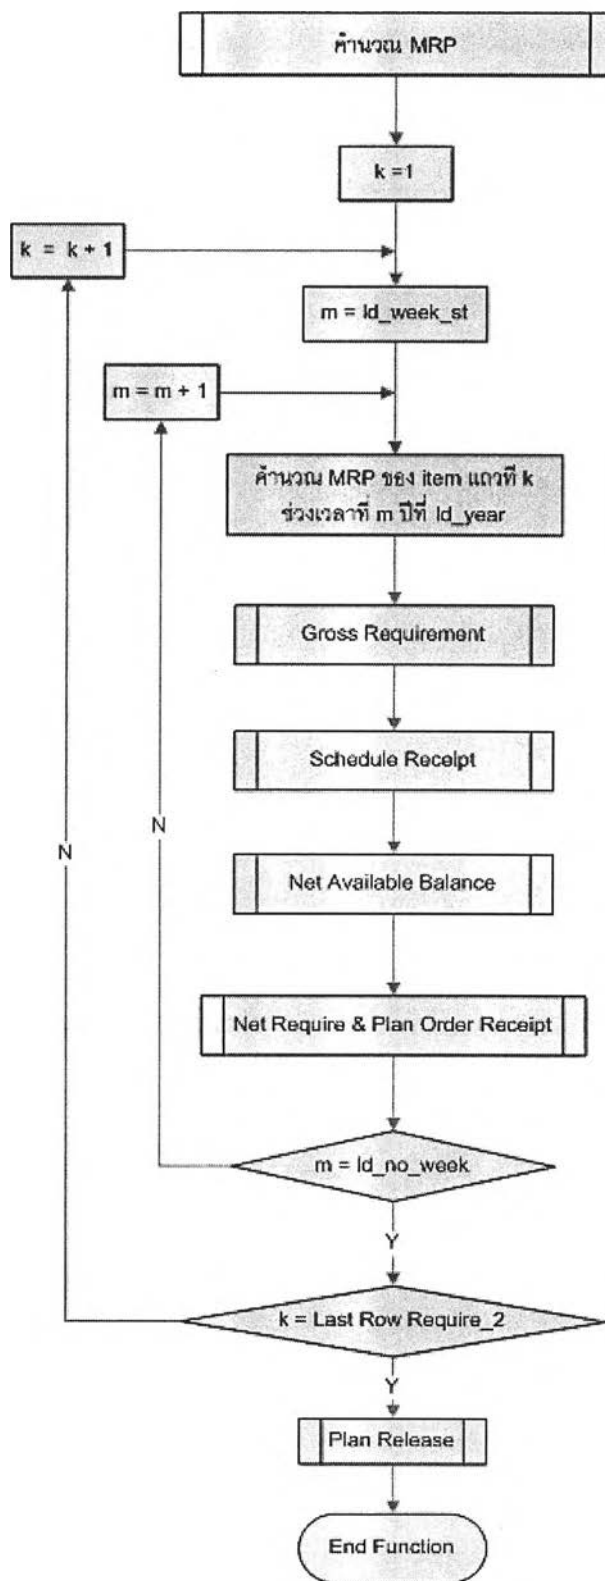 คำนวณ MRP
k =1
k = k + 1
m = ld_week_st
m = m + 1
คำนวณ MRP ของ item แถวที่ k
ช่วงเวลาที่ m ปีที่ ld_year
Gross Requirement
Schedule Receipt
N
N
Net Available Balance
Net Require & Plan Order Receipt
m = ld_no_week
Y
k = Last Row Require_2
Y
Plan Release
End Function